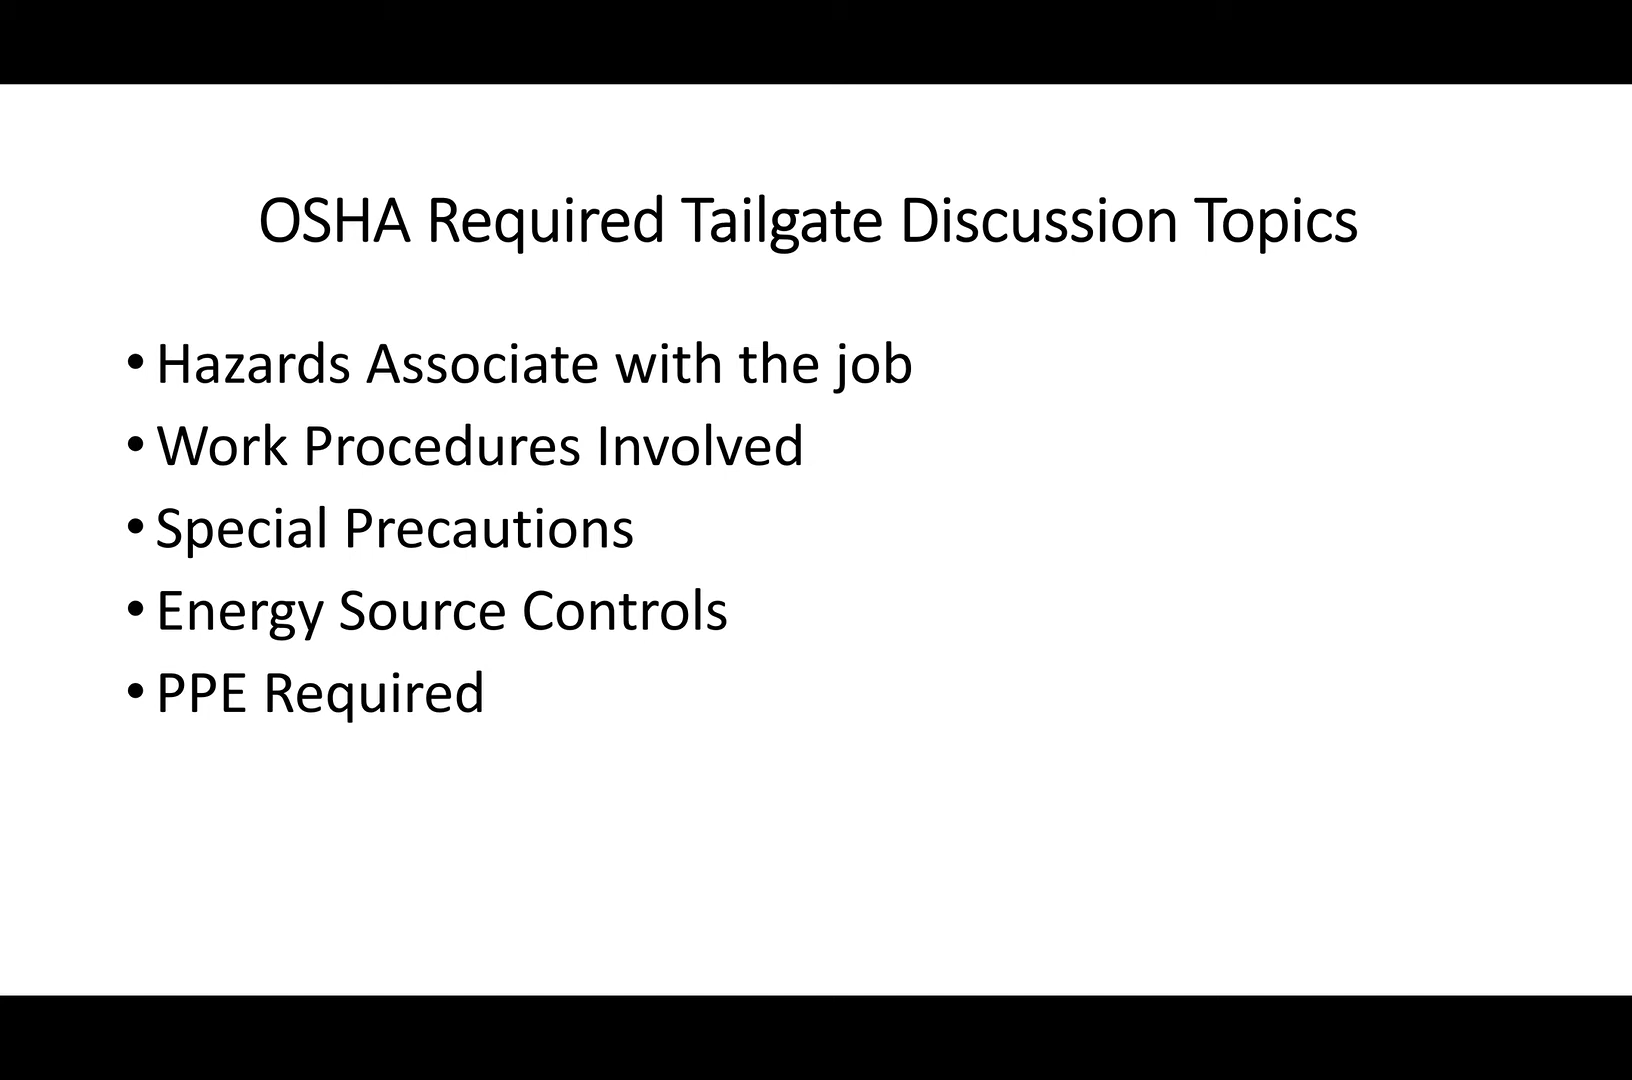 OSHA Required Tailgate Discussion Topics
• Hazards Associate with the job
• Work Procedures Involved
• Special Precautions
• Energy Source Controls
• PPE Required